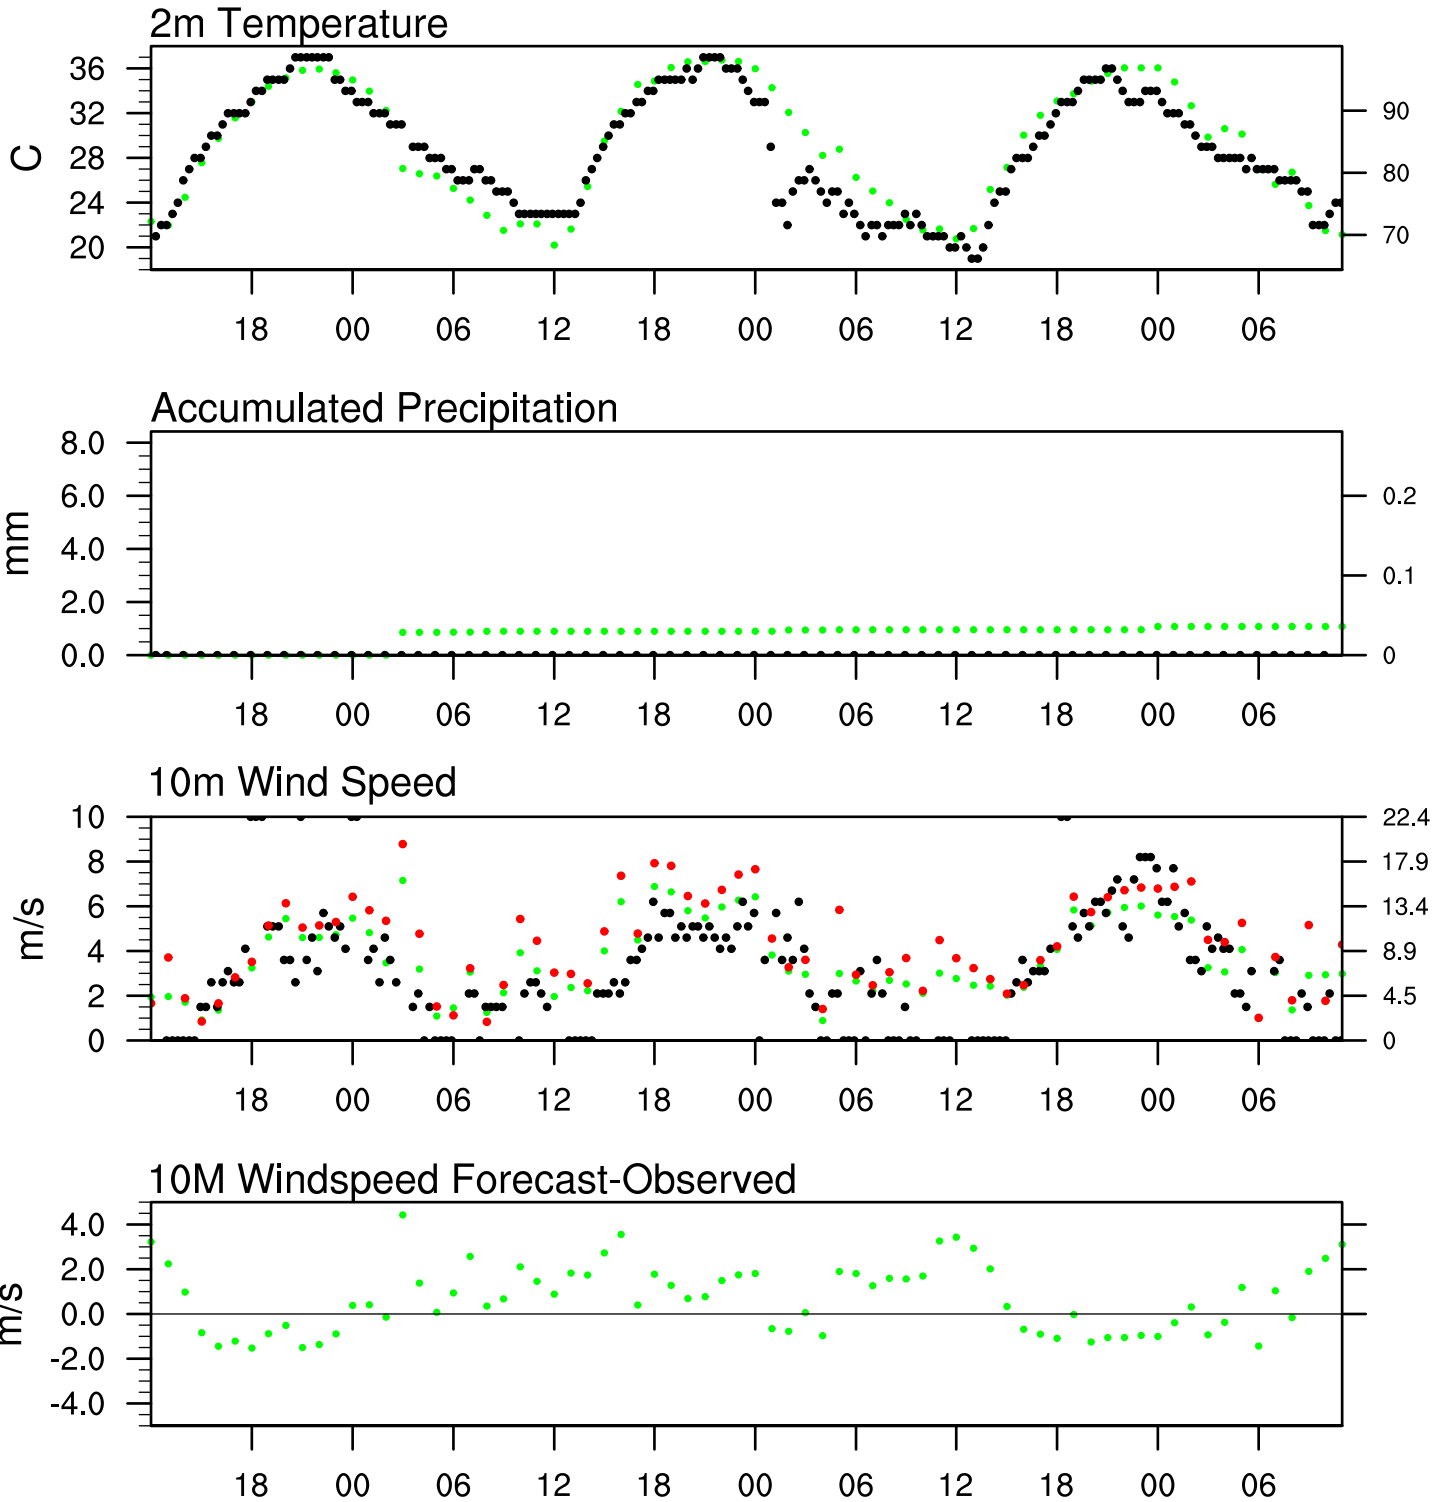 2m Temperature
36
32
28
24
20
C
90
80
70
18 00 06 12 18 00 06 12 18 00 06
Accumulated Precipitation
8.0
6.0
4.0
2.0
0.0
mm
0.2
0.1
0
18 00 06 12 18 00 06 12 18 00 06
10m Wind Speed
10
8
6
4
2
0
m/s
22.4
17.9
13.4
8.9
4.5
0
18 00 06 12 18 00 06 12 18 00 06
10M Windspeed Forecast-Observed
4.0
2.0
0.0
-2.0
-4.0
m/s
18 00 06 12 18 00 06 12 18 00 06